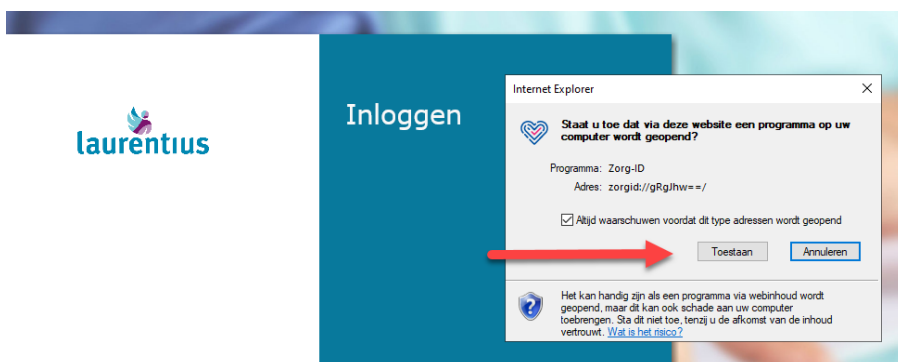 laurentius
Inloggen
Internet Explorer
Staat u toe dat via deze website een programma op uw
computer wordt geopend?
Programma: Zorg-ID
Adres: zorgid://gRgJhw==/
Altijd waarschuwen voordat dit type adressen wordt geopend
Toestaan Annuleren
Het kan handig zijn als een programma via webinhoud wordt
geopend, maar dit kan ook schade aan uw computer
toebrengen. Sta dit niet toe, tenzij u de afkomst van de inhoud
vertrouwt. Wat is het risico?